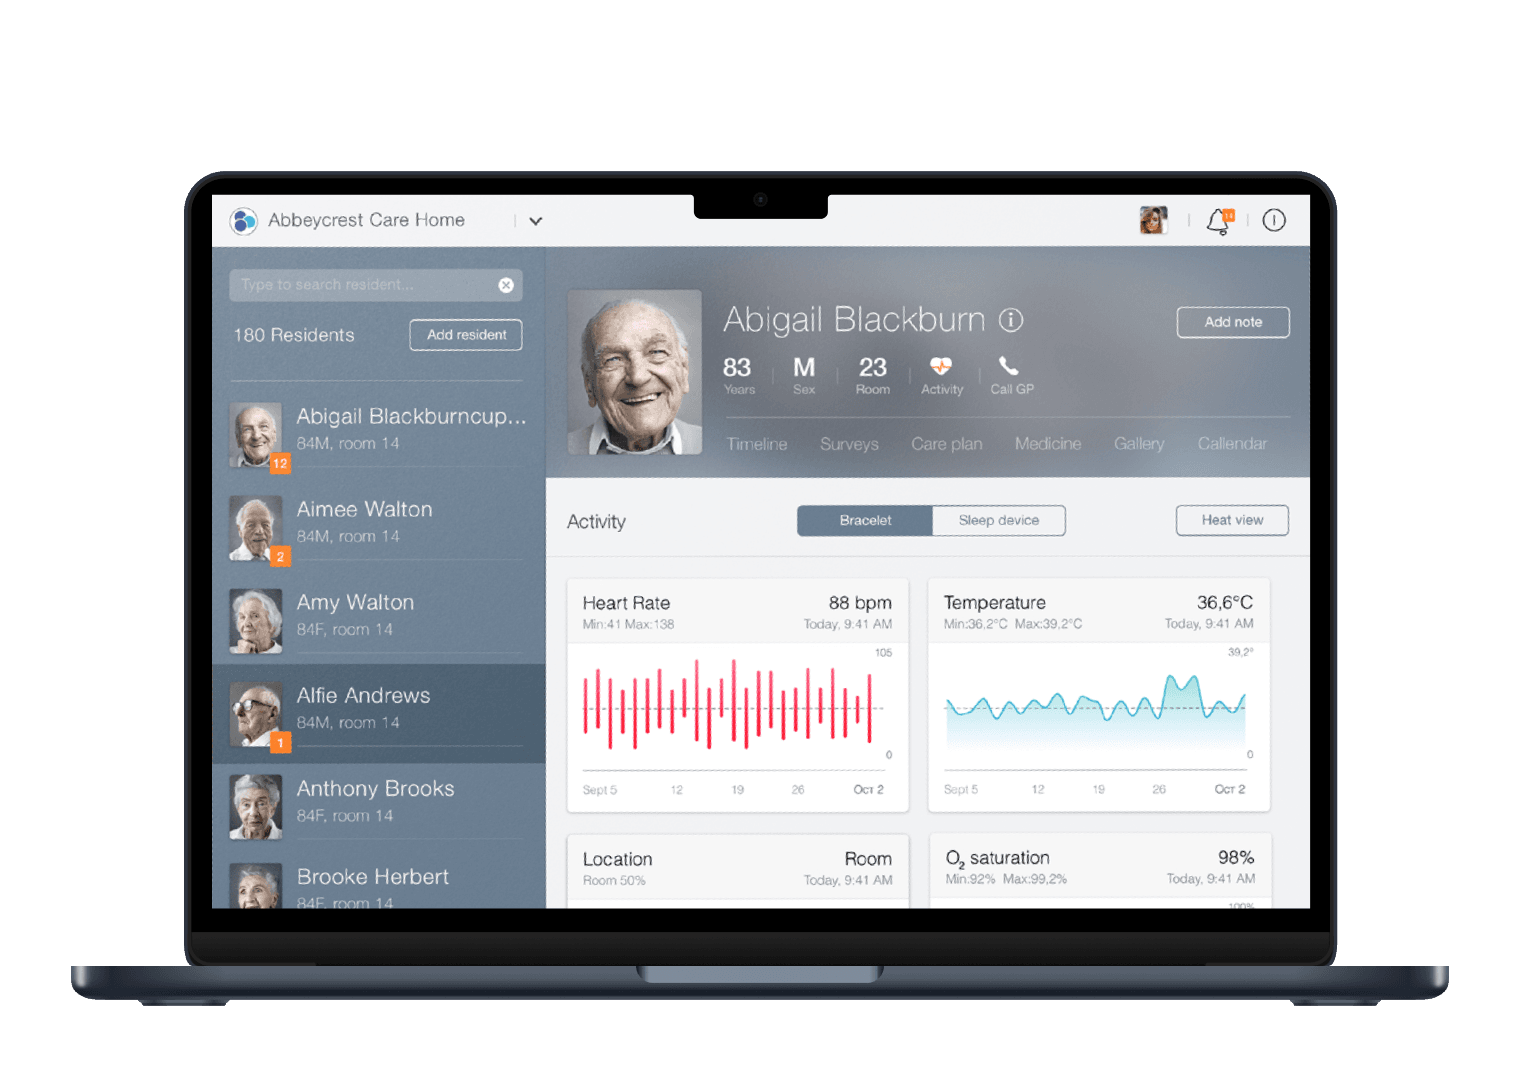 Abbeycrest Care Home
14
Type to search resident...
180 Residents
Add resident
Abigail Blackburncup...
84M, room 14
12
Aimee Walton
84M, room 14
2
Amy Walton
84F, room 14
Alfie Andrews
84M, room 14
1
Anthony Brooks
84F, room 14
Brooke Herbert
84F, room 14
Abigail Blackburn
Add note
83 M 23
Years Sex Room Activity Call GP
Timeline Surveys Care plan Medicine Gallery Callendar
Activity
Bracelet Sleep device
Heat view
Heart Rate 88 bpm
Min:41 Max:138 Today, 9:41 AM
105
0
Sept 5 12 19 26 Oct 2
Temperature 36,6°C
Min:36,2°C Max:39,2°C Today, 9:41 AM
39,2°
0
Sept 5 12 19 26 Oct 2
Location Room
Room 50% Today, 9:41 AM
O₂ saturation 98%
Min:92% Max:99,2% Today, 9:41 AM
100%